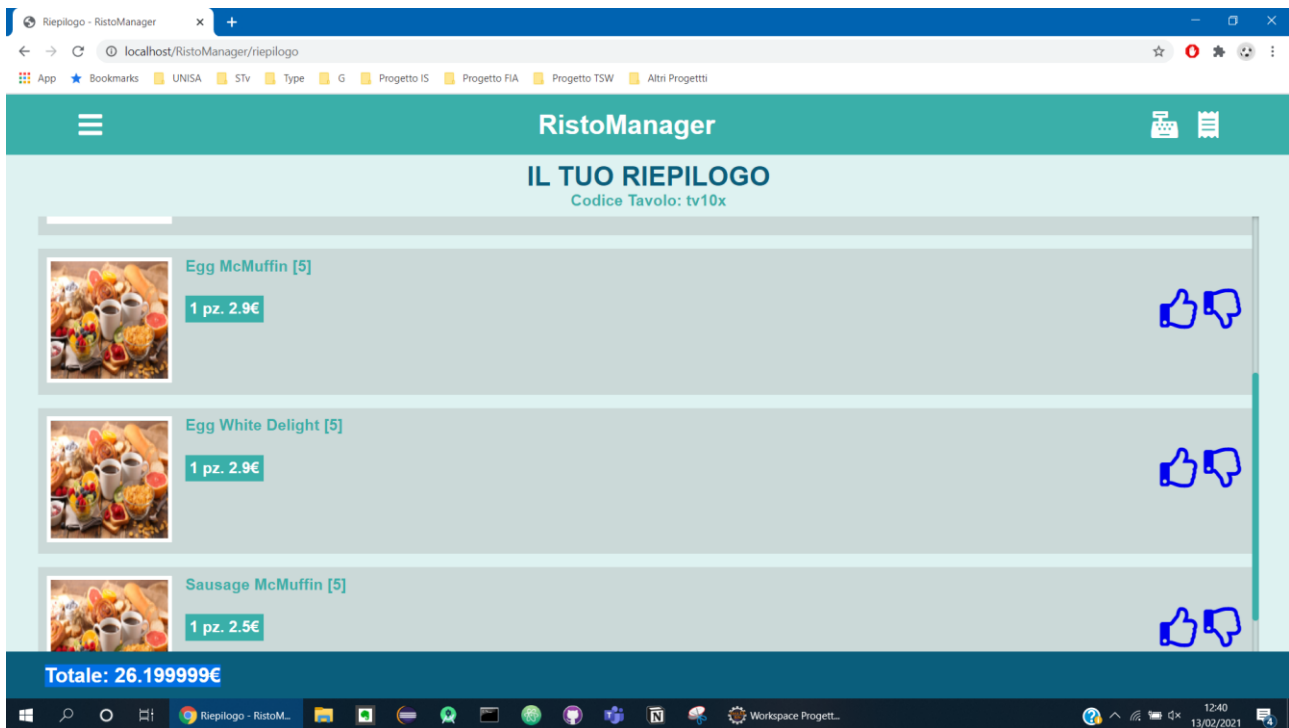 Riepilogo - RistoManager
localhost/RistoManager/riepilogo
App Bookmarks UNISA STv Type G Progetto IS Progetto FIA Progetto TSW Altri Progettti
RistoManager
IL TUO RIEPILOGO
Codice Tavolo: tv10x
Egg McMuffin [5]
1 pz. 2.9€
Egg White Delight [5]
1 pz. 2.9€
Sausage McMuffin [5]
1 pz. 2.5€
Totale: 26.199999€
Riepilogo - RistoM... Workspace Progett... 12:40
13/02/2021 4